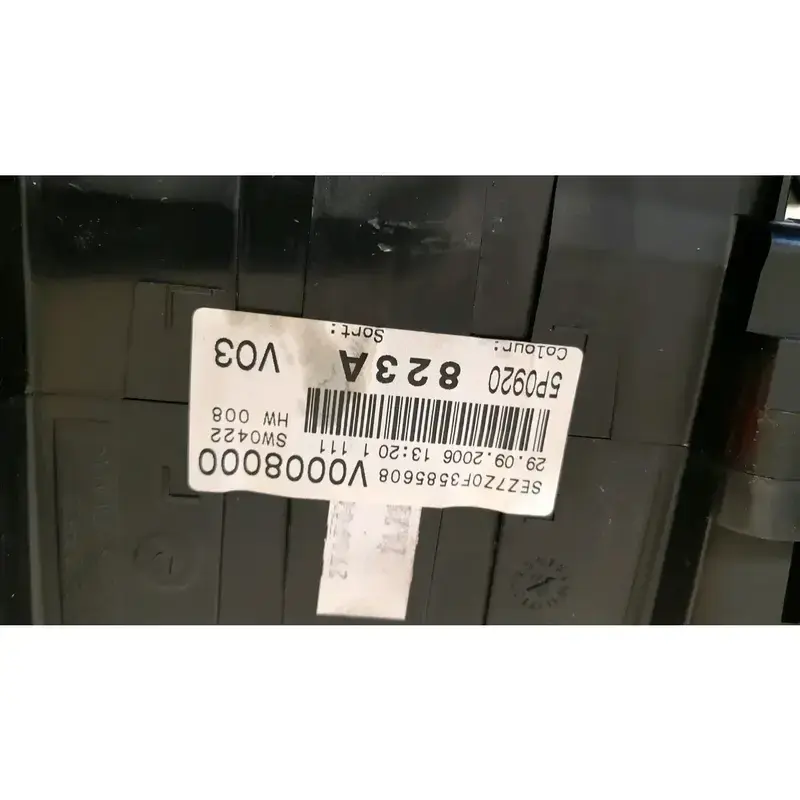 SEZ7Z0F3585608 V0008000
29.09.2006 13:20 1 111 SW0422
HW 008
5P0920 823A V03
Colour: Sort: